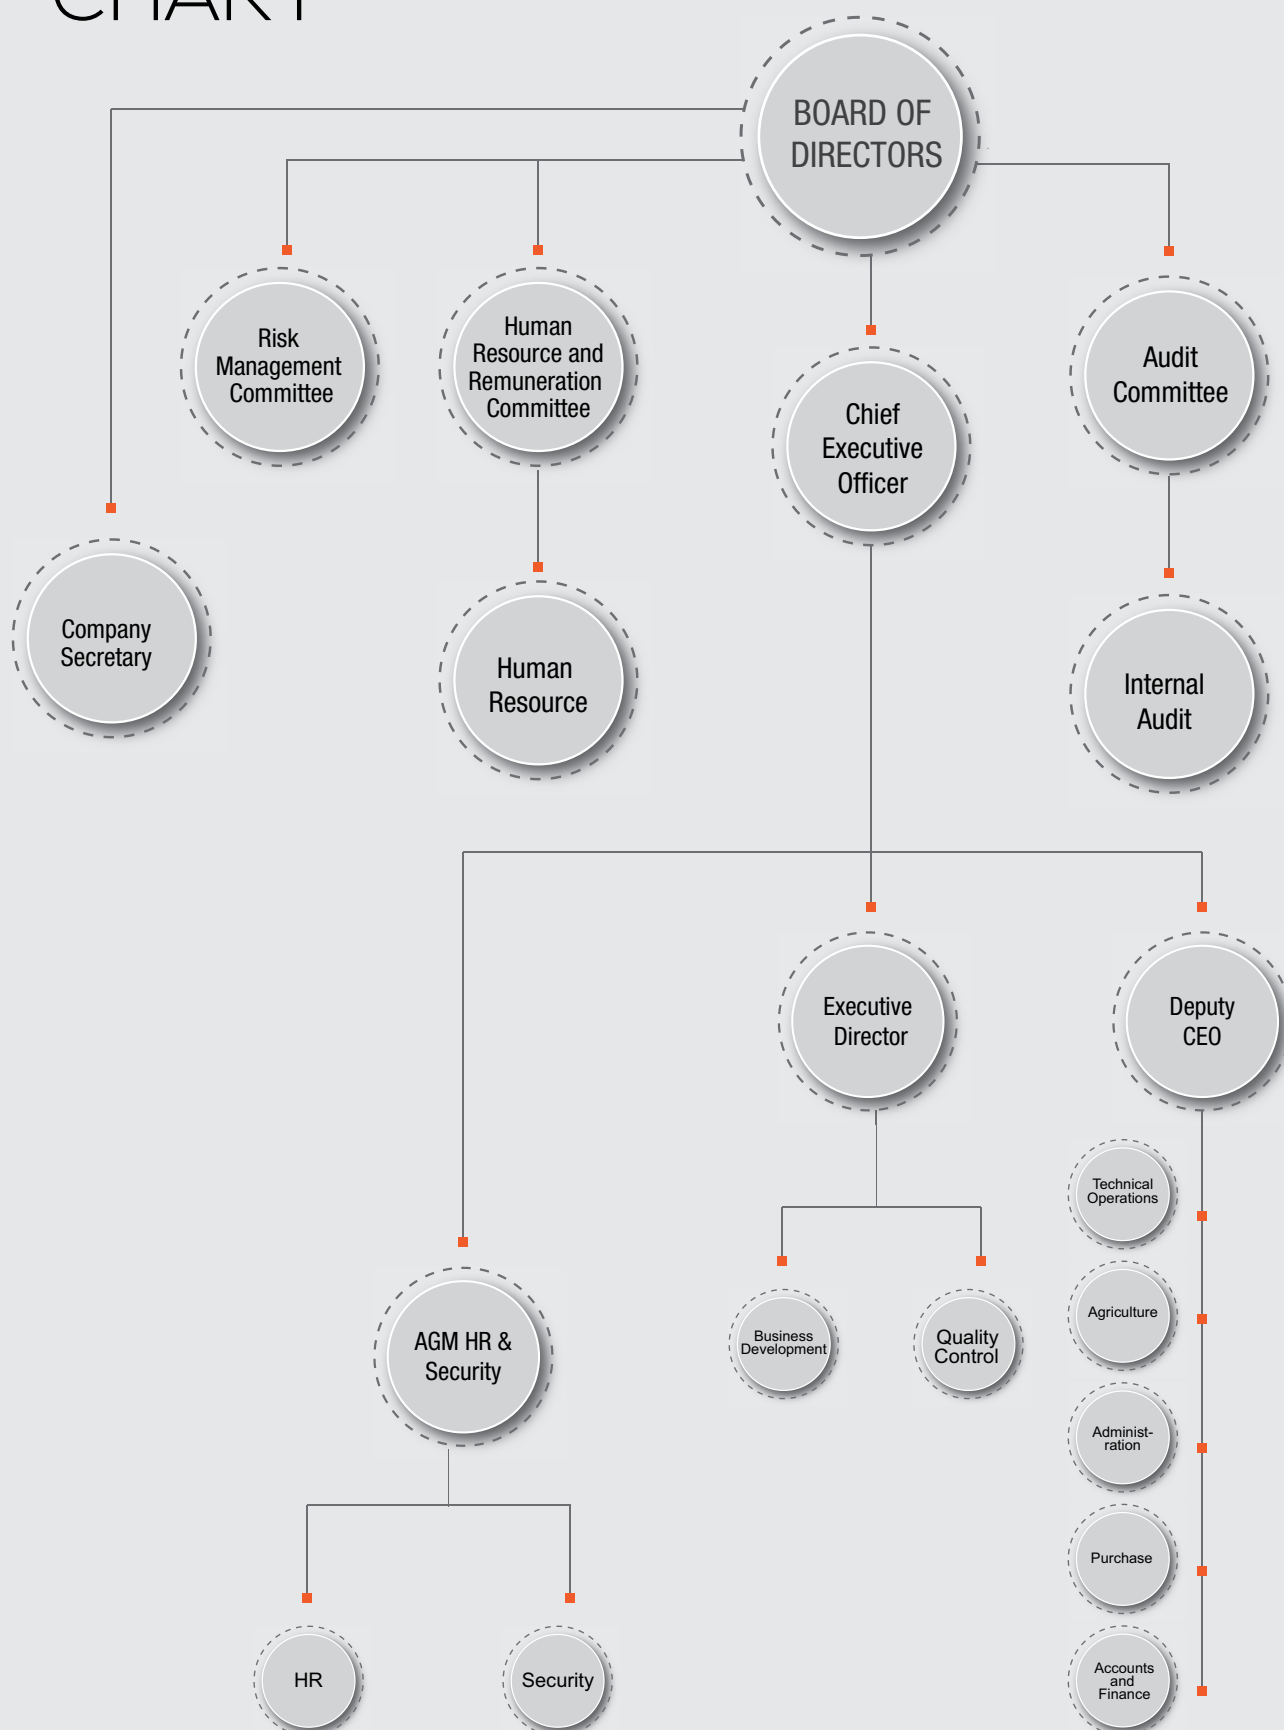 CHART
BOARD OF
DIRECTORS
Risk
Management
Committee
Human
Resource and
Remuneration
Committee
Chief
Executive
Officer
Audit
Committee
Company
Secretary
Human
Resource
Internal
Audit
Executive
Director
Deputy
CEO
Technical
Operations
Agriculture
Administ-
ration
Purchase
Accounts
and
Finance
Business
Development
Quality
Control
AGM HR &
Security
HR
Security